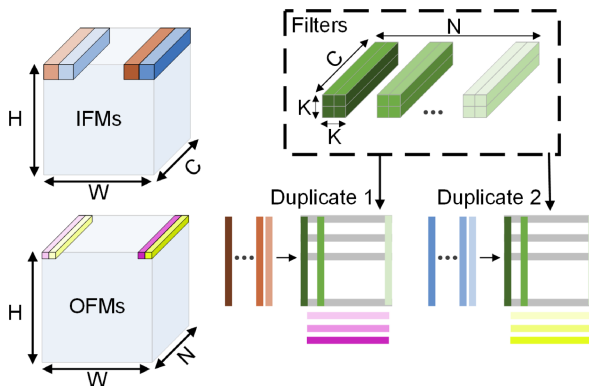 H
IFMs
W
C
Filters
C
N
K
K
•••
Duplicate 1
•••
Duplicate 2
•••
H
OFMs
W
N